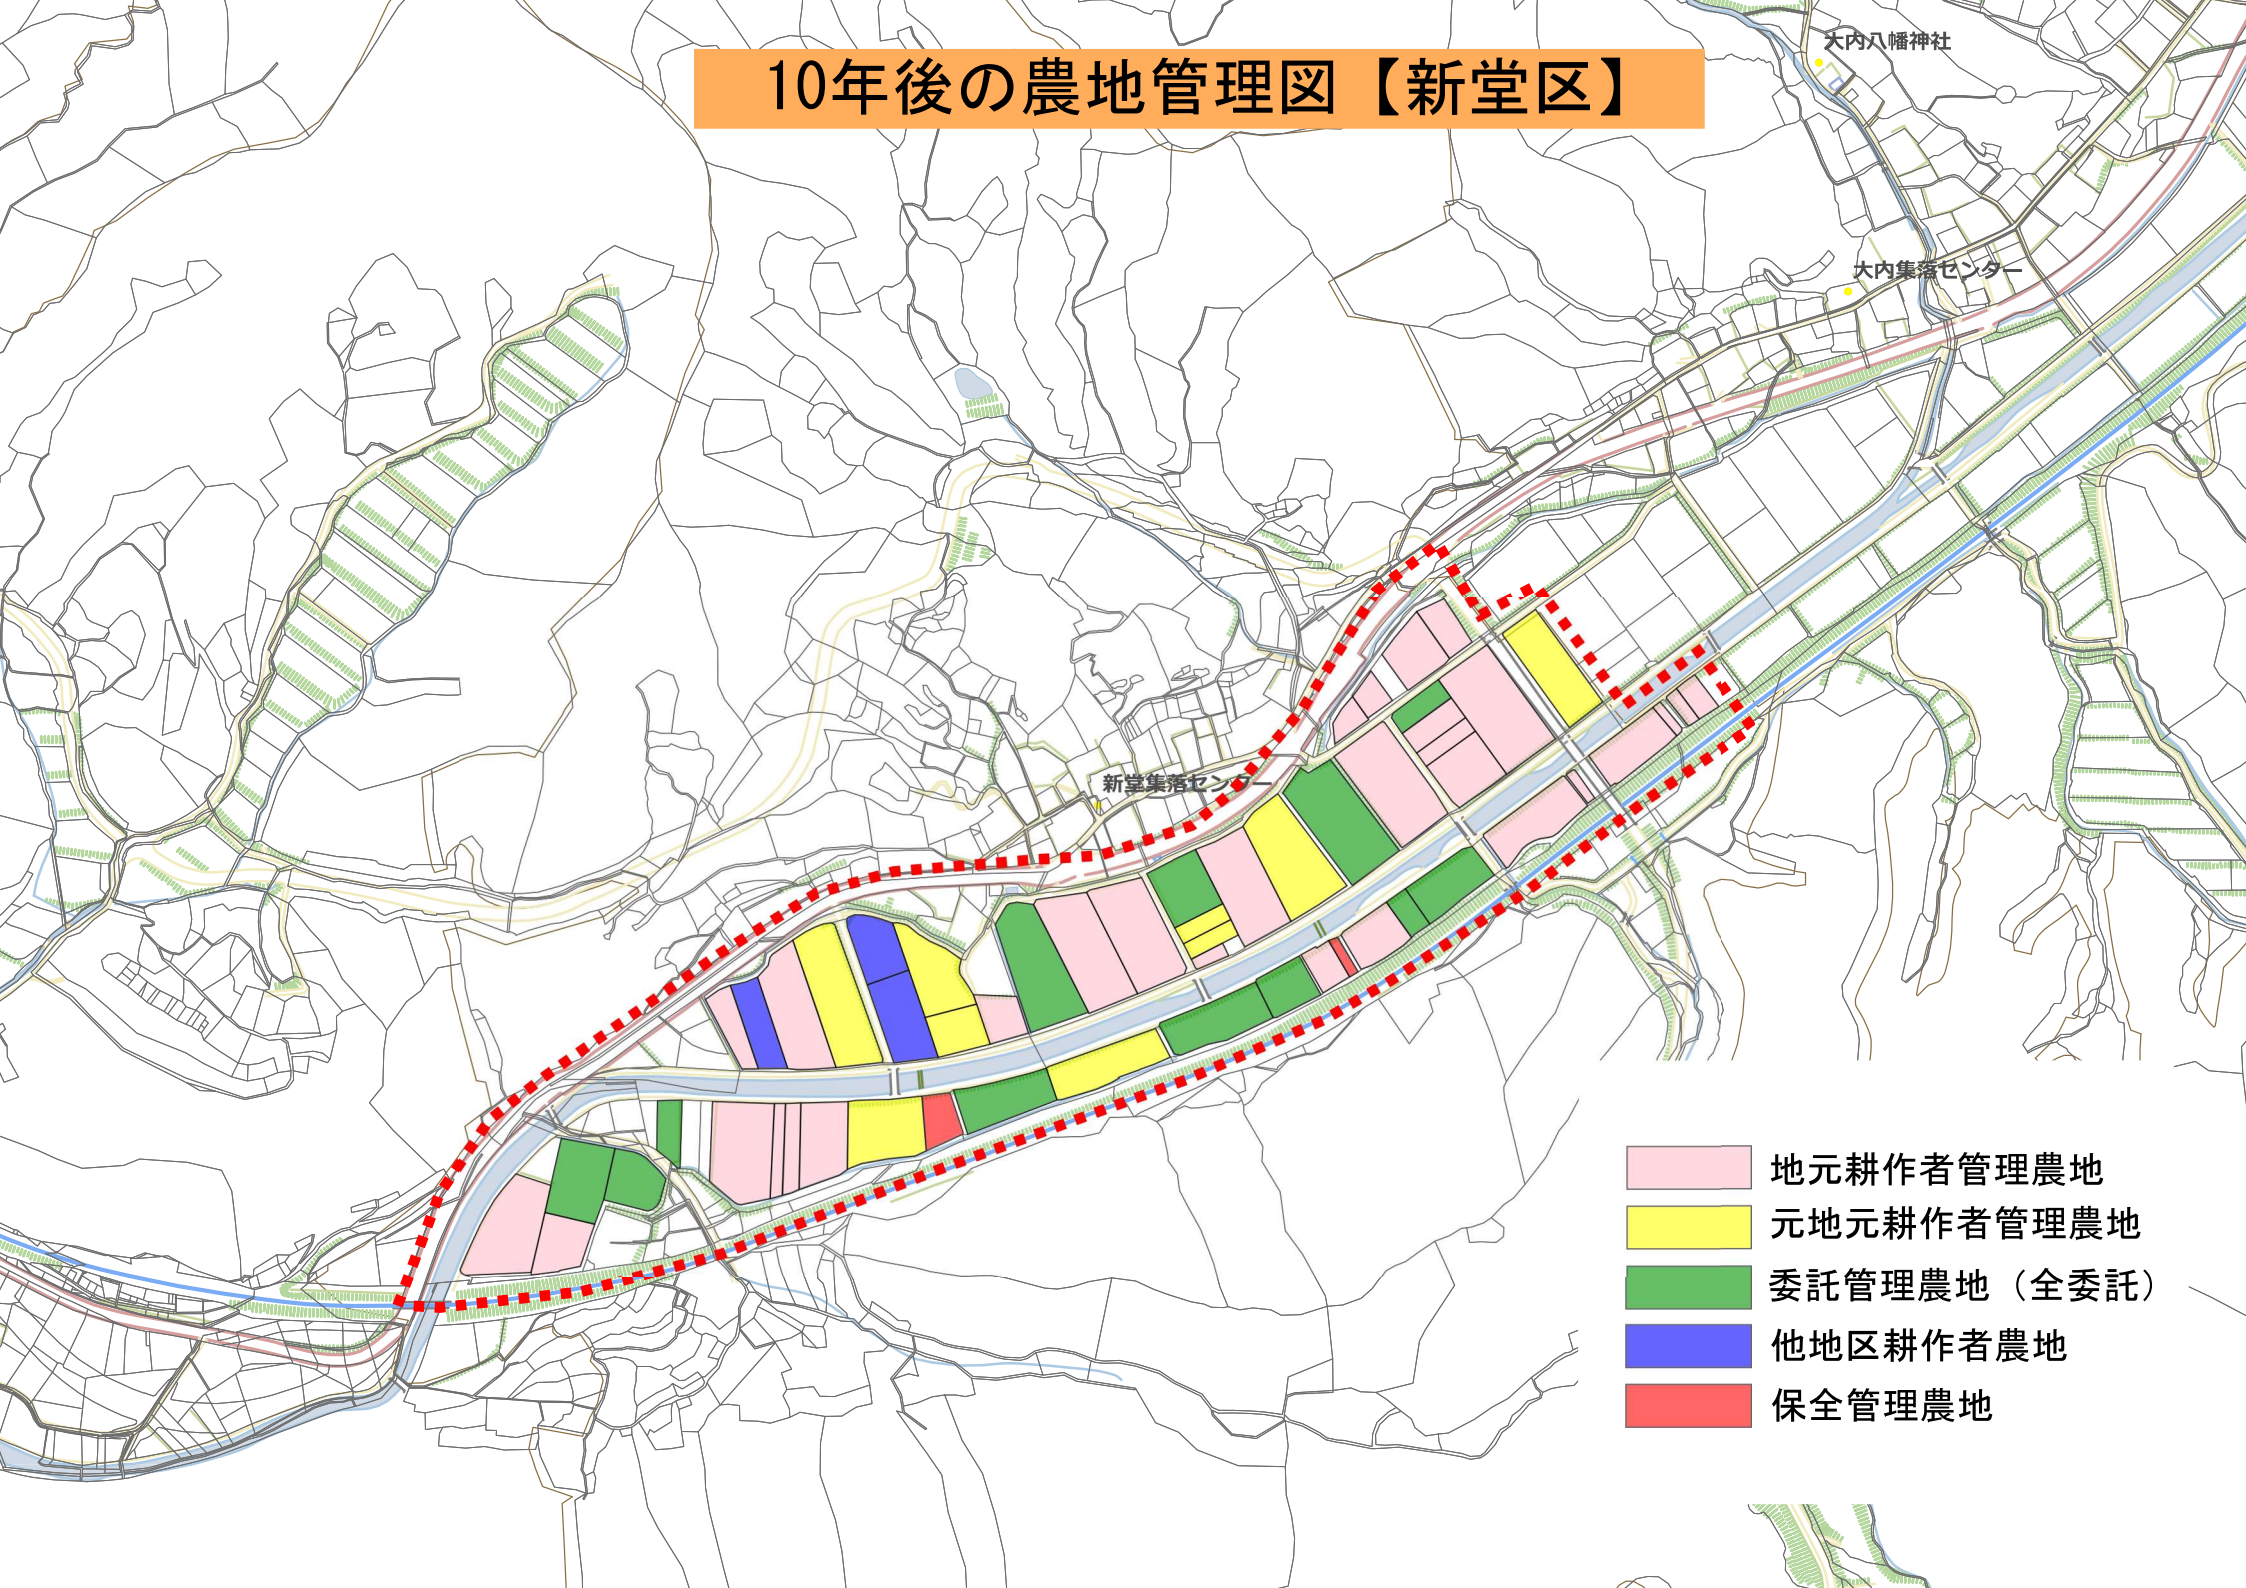 10年後の農地管理図【新堂区】
大内八幡神社
大内集落センター
新堂集落センター
地元耕作者管理農地
元地元耕作者管理農地
委託管理農地（全委託）
他地区耕作者農地
保全管理農地